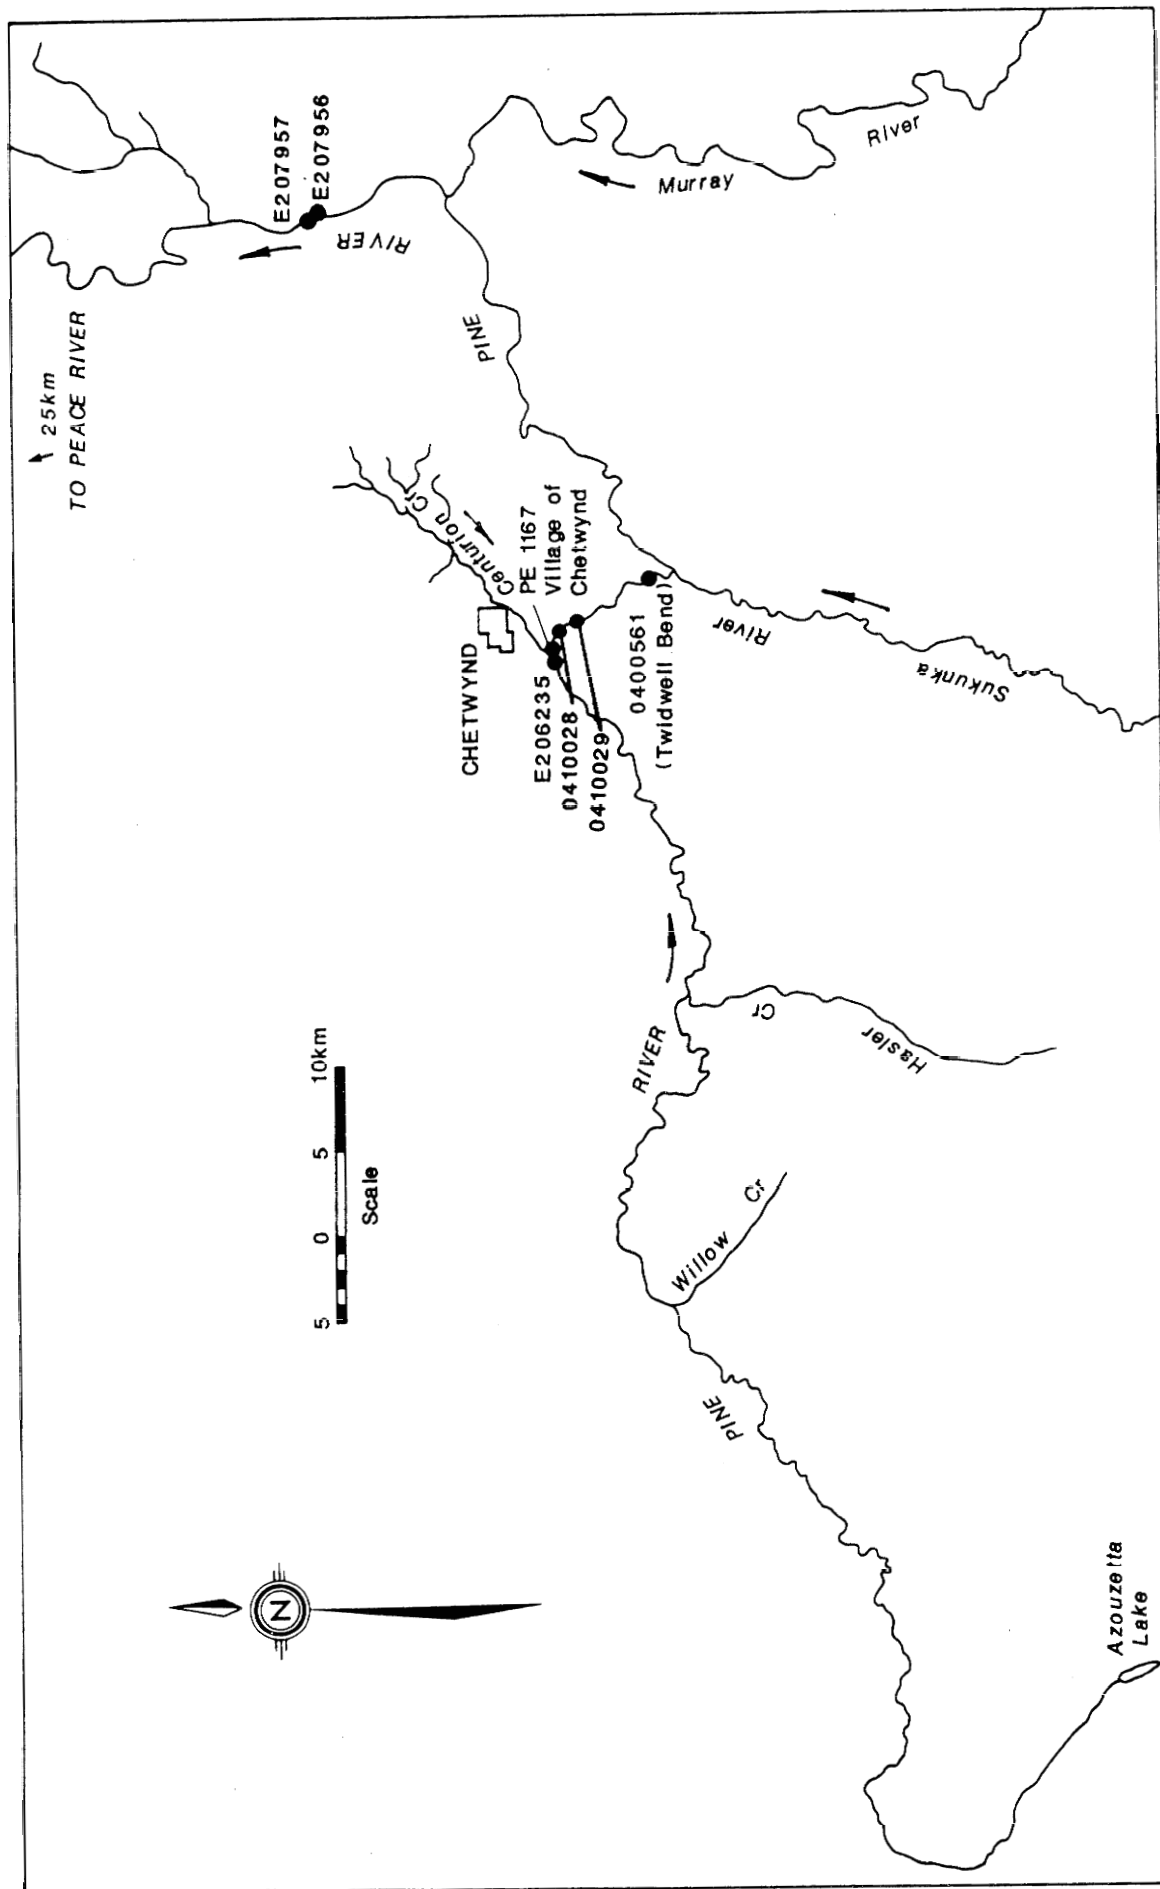 25km
TO PEACE RIVER
E207957
E207956
RIVER
Murray
River
PINE
Centurion Cr
PE 1167
Village of
Chetwynd
CHETWYND
E206235
0410028
0410029
0400561
(Twidwell Bend)
River
Sukunka
RIVER
Cr
Hasler
10km
5
0
5
Scale
Willow Cr
PINE
N
Azouzetta
Lake